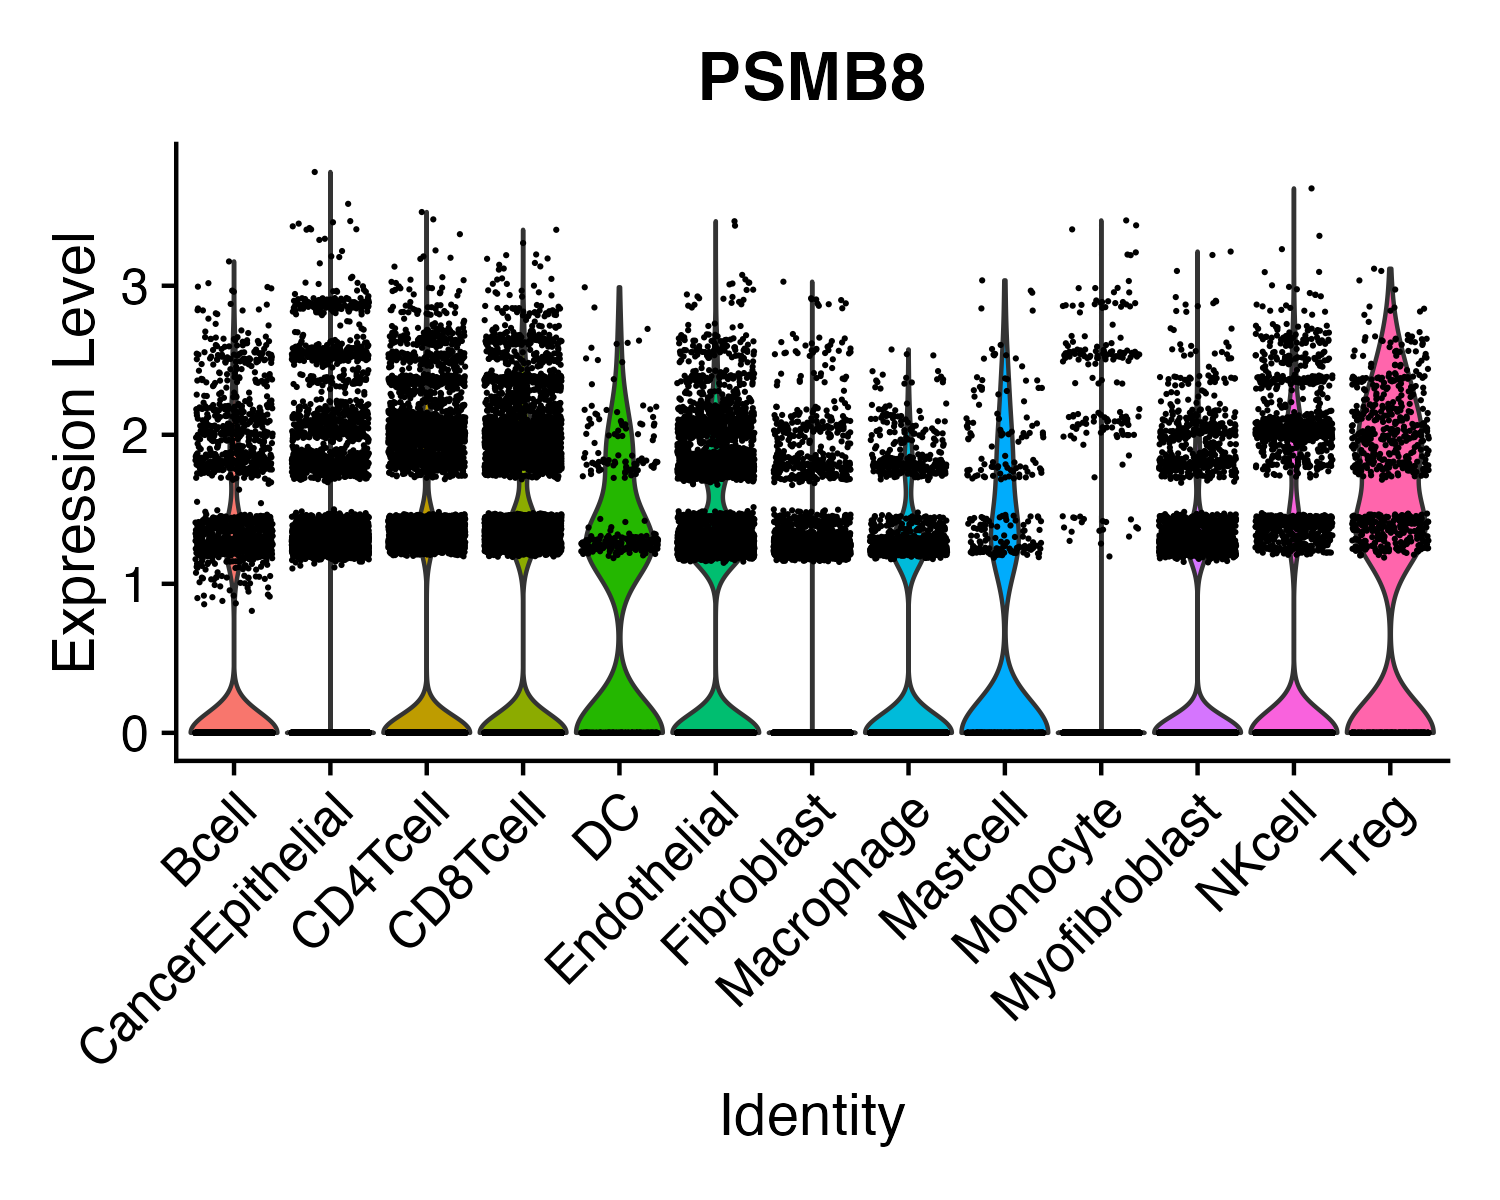 PSMB8
Expression Level
3
2
1
0
Bcell
CancerEpithelial
CD4Tcell
CD8Tcell
DC
Endothelial
Fibroblast
Macrophage
Mastcell
Monocyte
Myofibroblast
NKcell
Treg
Identity